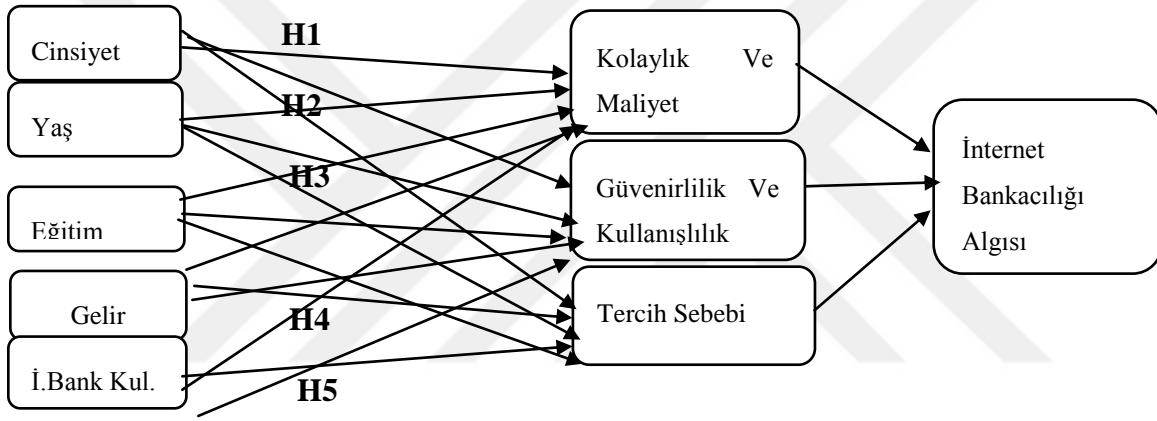 Cinsiyet
Yaş
Eğitim
Gelir
İ.Bank Kul.
H1
H2
H3
H4
H5
Kolaylık Ve
Maliyet
Güvenirlilik Ve
Kullanışlılık
Tercih Sebebi
İnternet
Bankacılığı
Algısı